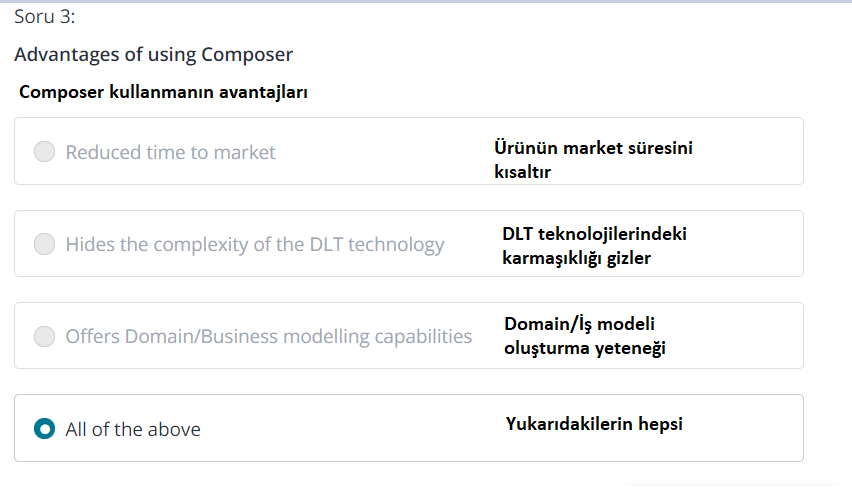 Soru 3:
Advantages of using Composer
Composer kullanmanın avantajları
Reduced time to market
Ürünün market süresini
kısaltır
Hides the complexity of the DLT technology
DLT teknolojilerindeki
karmaşıklığı gizler
Offers Domain/Business modelling capabilities
Domain/İş modeli
oluşturma yeteneği
All of the above
Yukarıdakilerin hepsi